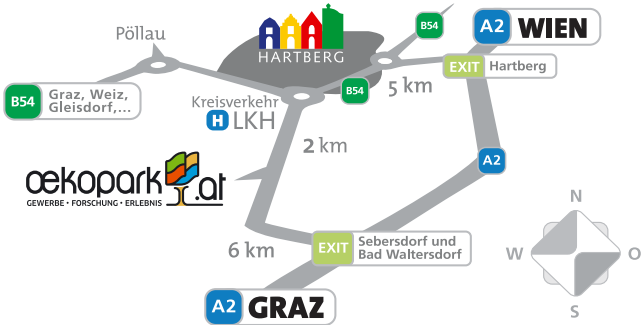 B54
A2 WIEN
Pöllau
HARTBERG
EXIT Hartberg
B54 Graz, Weiz,
Gleisdorf,...
B54
5 km
Kreisverkehr
H LKH
2 km
A2
œkopark.at
GEWERBE • FORSCHUNG • ERLEBNIS
6 km
EXIT Sebersdorf und
Bad Waltersdorf
A2 GRAZ
N
W O
S